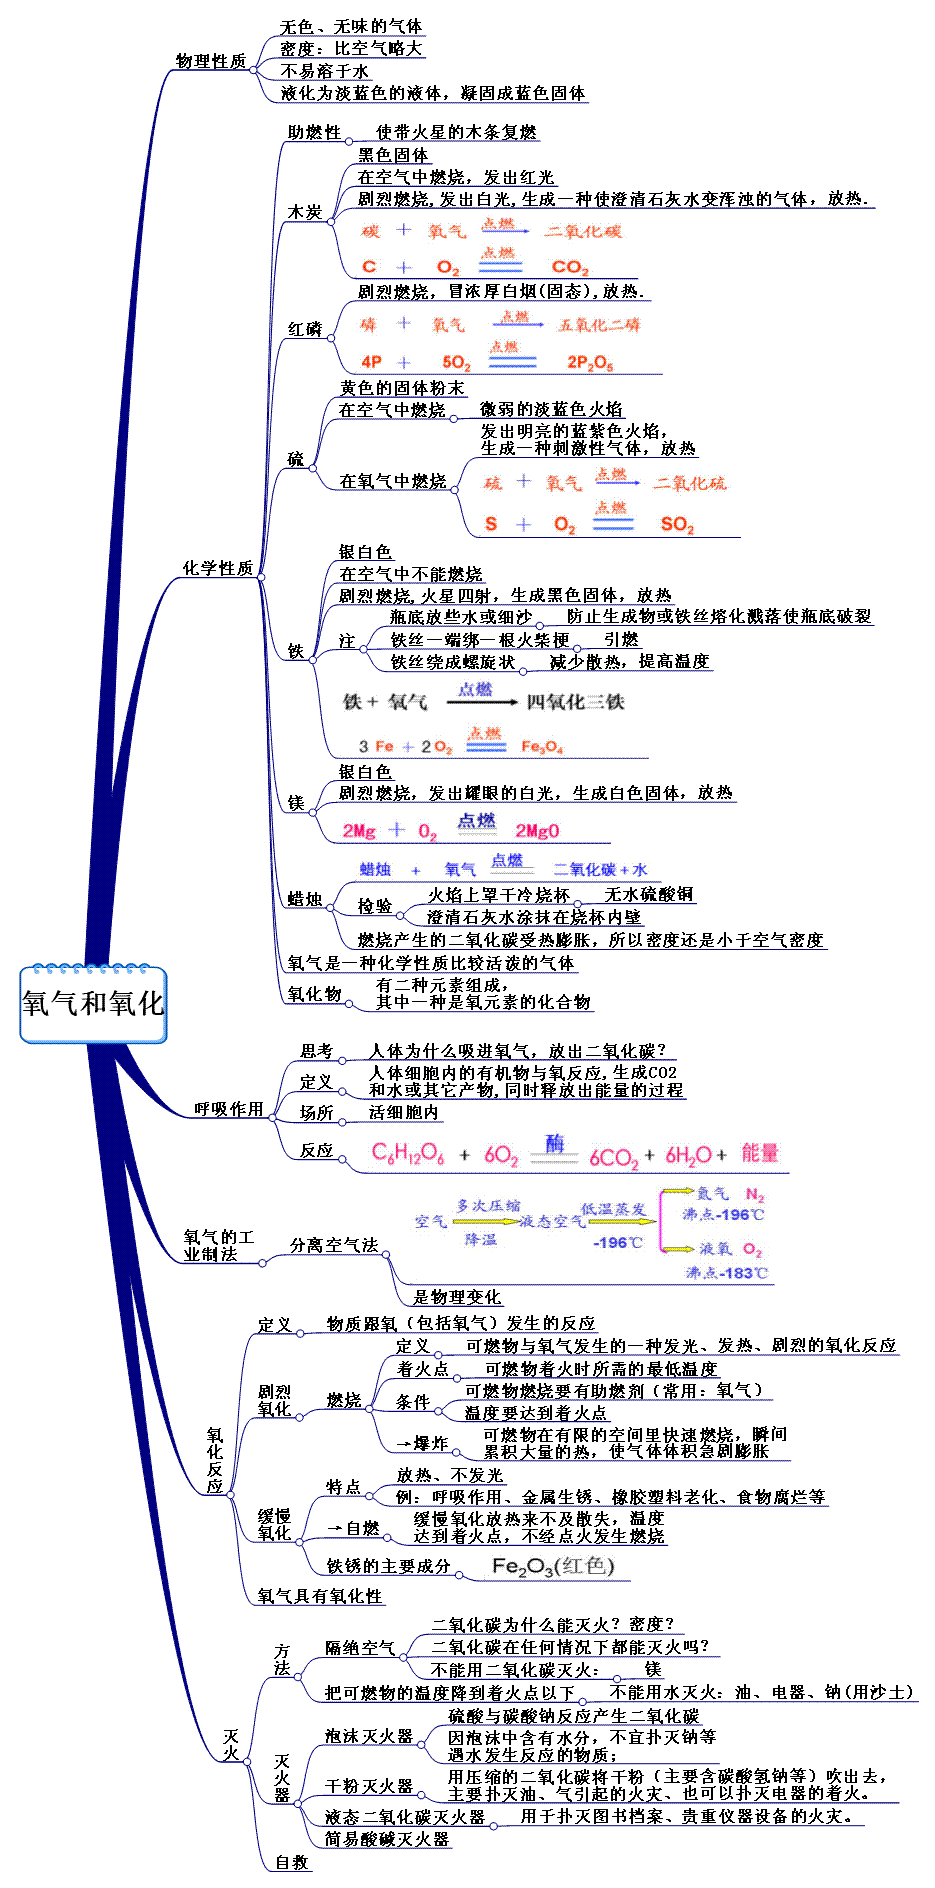 物理性质
无色、无味的气体
密度：比空气略大
不易溶于水
液化为淡蓝色的液体，凝固成蓝色固体
化学性质
助燃性
使带火星的木条复燃
木炭
黑色固体
在空气中燃烧，发出红光
剧烈燃烧,发出白光,生成一种使澄清石灰水变浑浊的气体，放热.
碳 + 氧气 点燃 二氧化碳
C + O₂ 点燃 CO₂
红磷
剧烈燃烧，冒浓厚白烟(固态),放热.
磷 + 氧气 点燃 五氧化二磷
4P + 5O₂ 点燃 2P₂O₅
硫
黄色的固体粉末
在空气中燃烧
微弱的淡蓝色火焰
在氧气中燃烧
发出明亮的蓝紫色火焰，
生成一种刺激性气体，放热
硫 + 氧气 点燃 二氧化硫
S + O₂ 点燃 SO₂
铁
银白色
在空气中不能燃烧
剧烈燃烧,火星四射，生成黑色固体，放热
注
瓶底放些水或细沙
防止生成物或铁丝熔化溅落使瓶底破裂
铁丝一端绑一根火柴梗
引燃
铁丝绕成螺旋状
减少散热，提高温度
铁 + 氧气 点燃 四氧化三铁
3 Fe + 2 O₂ 点燃 Fe₃O₄
镁
银白色
剧烈燃烧，发出耀眼的白光，生成白色固体，放热
2Mg + O₂ 点燃 2MgO
蜡烛
蜡烛 + 氧气 点燃 二氧化碳 + 水
检验
火焰上罩干冷烧杯
无水硫酸铜
澄清石灰水涂抹在烧杯内壁
燃烧产生的二氧化碳受热膨胀，所以密度还是小于空气密度
氧气是一种化学性质比较活泼的气体
氧化物
有二种元素组成，
其中一种是氧元素的化合物
氧气和氧化
呼吸作用
思考
人体为什么吸进氧气，放出二氧化碳？
定义
人体细胞内的有机物与氧反应,生成CO2
和水或其它产物,同时释放出能量的过程
场所
活细胞内
反应
C₆H₁₂O₆ + 6O₂ 酶 6CO₂ + 6H₂O + 能量
氧气的工
业制法
分离空气法
空气 多次压缩 降温 液态空气 低温蒸发 -196℃
氮气 N₂
沸点-196℃
液氧 O₂
沸点-183℃
是物理变化
氧化反应
定义
物质跟氧（包括氧气）发生的反应
剧烈
氧化
燃烧
定义
可燃物与氧气发生的一种发光、发热、剧烈的氧化反应
着火点
可燃物着火时所需的最低温度
条件
可燃物燃烧要有助燃剂（常用：氧气）
温度要达到着火点
→爆炸
可燃物在有限的空间里快速燃烧，瞬间
累积大量的热，使气体体积急剧膨胀
缓慢
氧化
特点
放热、不发光
例：呼吸作用、金属生锈、橡胶塑料老化、食物腐烂等
→自燃
缓慢氧化放热来不及散失，温度
达到着火点，不经点火发生燃烧
铁锈的主要成分
Fe₂O₃(红色)
氧气具有氧化性
灭火
方法
隔绝空气
二氧化碳为什么能灭火？密度？
二氧化碳在任何情况下都能灭火吗？
不能用二氧化碳灭火：
镁
把可燃物的温度降到着火点以下
不能用水灭火：油、电器、钠(用沙土)
灭火器
泡沫灭火器
硫酸与碳酸钠反应产生二氧化碳
因泡沫中含有水分，不宜扑灭钠等
遇水发生反应的物质；
干粉灭火器
用压缩的二氧化碳将干粉（主要含碳酸氢钠等）吹出去，
主要扑灭油、气引起的火灾、也可以扑灭电器的着火。
液态二氧化碳灭火器
用于扑灭图书档案、贵重仪器设备的火灾。
简易酸碱灭火器
自救